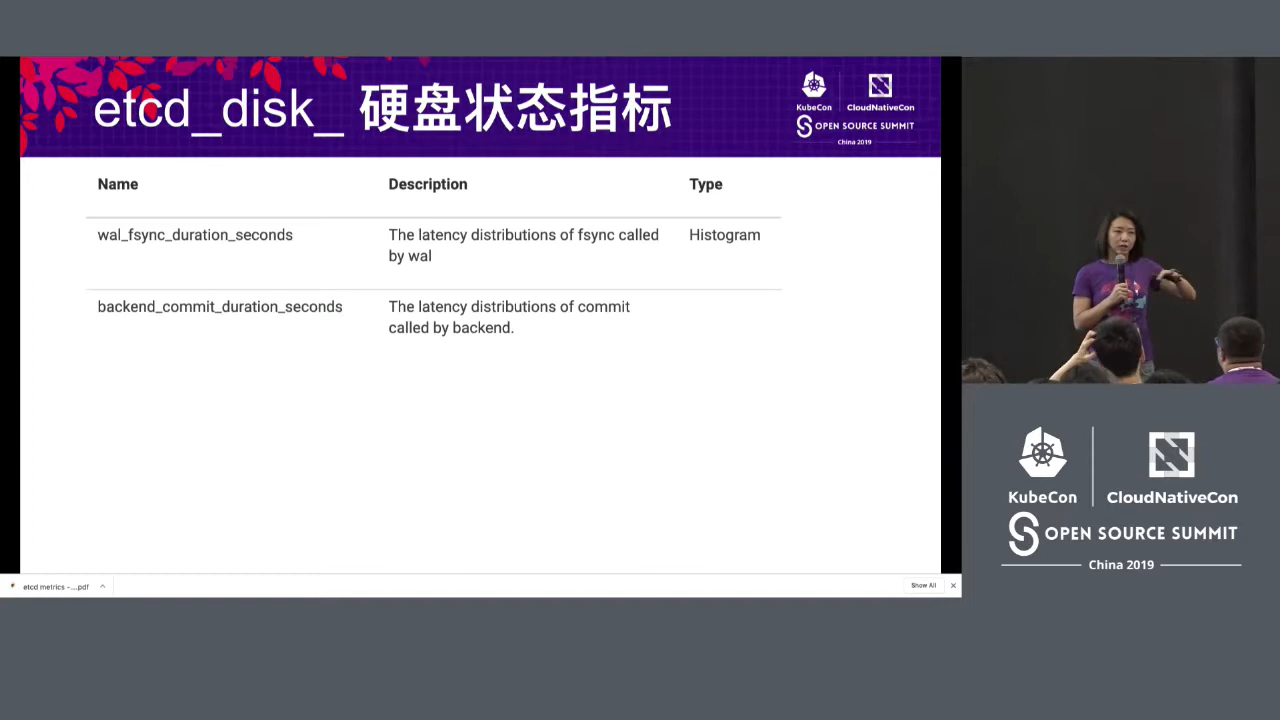 etcd_disk_ 硬盘状态指标
KubeCon
CloudNativeCon
OPEN SOURCE SUMMIT
China 2019
Name Description Type
wal_fsync_duration_seconds The latency distributions of fsync called by wal Histogram
backend_commit_duration_seconds The latency distributions of commit called by backend.
etcd metrics -....pdf
Show All
KubeCon
CloudNativeCon
OPEN SOURCE SUMMIT
China 2019